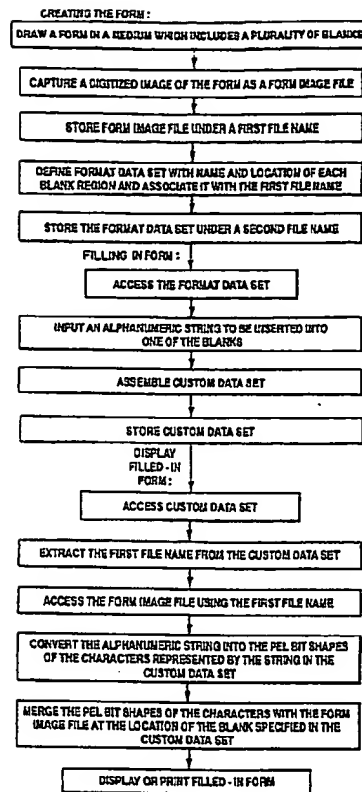 CREATING THE FORM:
DRAW A FORM IN A MEDIUM WHICH INCLUDES A PLURALITY OF BLANKS
CAPTURE A DIGITIZED IMAGE OF THE FORM AS A FORM IMAGE FILE
STORE FORM IMAGE FILE UNDER A FIRST FILE NAME
DEFINE FORMAT DATA SET WITH NAME AND LOCATION OF EACH
BLANK REGION AND ASSOCIATE IT WITH THE FIRST FILE NAME
STORE THE FORMAT DATA SET UNDER A SECOND FILE NAME
FILLING IN FORM:
ACCESS THE FORMAT DATA SET
INPUT AN ALPHANUMERIC STRING TO BE INSERTED INTO
ONE OF THE BLANKS
ASSEMBLE CUSTOM DATA SET
STORE CUSTOM DATA SET
DISPLAY
FILLED-IN
FORM:
ACCESS CUSTOM DATA SET
EXTRACT THE FIRST FILE NAME FROM THE CUSTOM DATA SET
ACCESS THE FORM IMAGE FILE USING THE FIRST FILE NAME
CONVERT THE ALPHANUMERIC STRING INTO THE PEL BIT SHAPES
OF THE CHARACTERS REPRESENTED BY THE STRING IN THE
CUSTOM DATA SET
MERGE THE PEL BIT SHAPES OF THE CHARACTERS WITH THE FORM
IMAGE FILE AT THE LOCATION OF THE BLANK SPECIFIED IN THE
CUSTOM DATA SET
DISPLAY OR PRINT FILLED-IN FORM